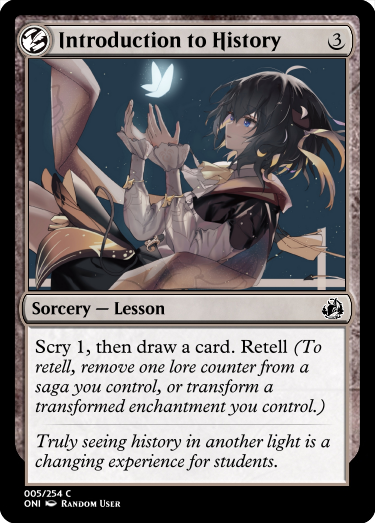 Introduction to History 3
Sorcery — Lesson
Scry 1, then draw a card. Retell (To
retell, remove one lore counter from a
saga you control, or transform a
transformed enchantment you control.)
Truly seeing history in another light is a
changing experience for students.
005/254 C
ONI Random User